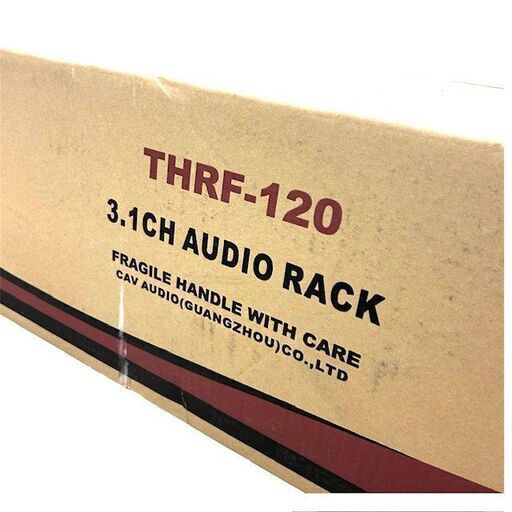 THRF-120
3.1CH AUDIO RACK
FRAGILE HANDLE WITH CARE
CAV AUDIO(GUANGZHOU)CO.,LTD